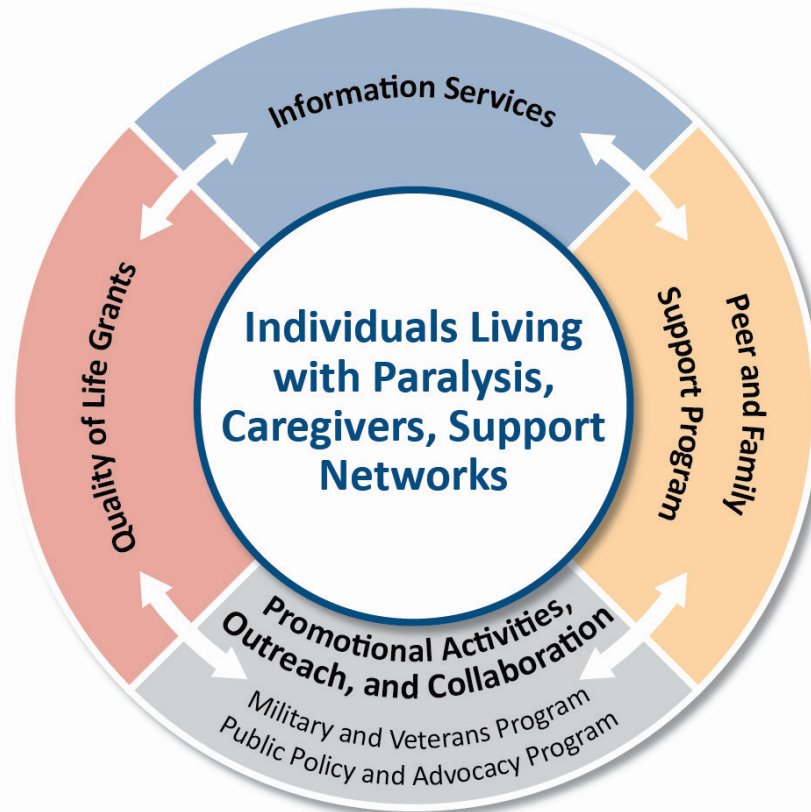 Information Services
Quality of Life Grants
Individuals Living
with Paralysis,
Caregivers, Support
Networks
Peer and Family
Support Program
Promotional Activities,
Outreach, and Collaboration
Military and Veterans Program
Public Policy and Advocacy Program